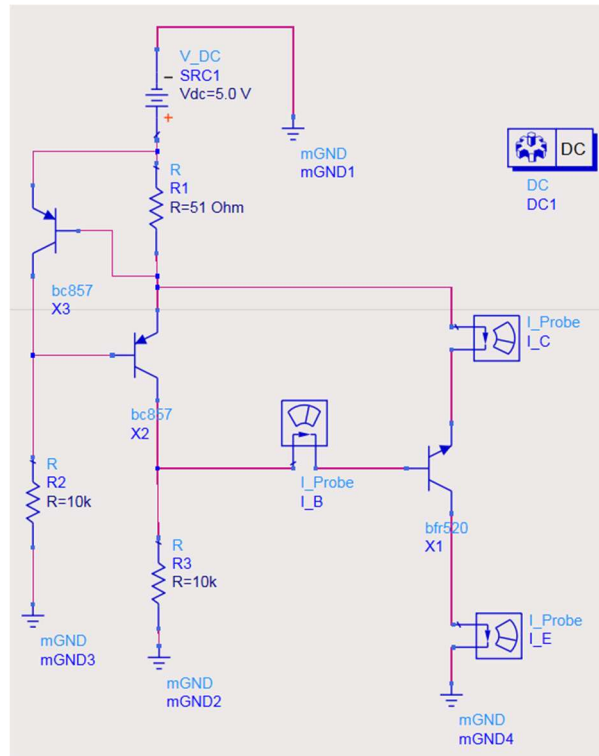 V_DC
SRC1
Vdc=5.0 V
−
+
mGND
mGND1
DC
DC
DC1
R
R1
R=51 Ohm
bc857
X3
I_Probe
I_C
bc857
X2
I_Probe
I_B
R
R2
R=10k
bfr520
X1
R
R3
R=10k
I_Probe
I_E
mGND
mGND3
mGND
mGND2
mGND
mGND4